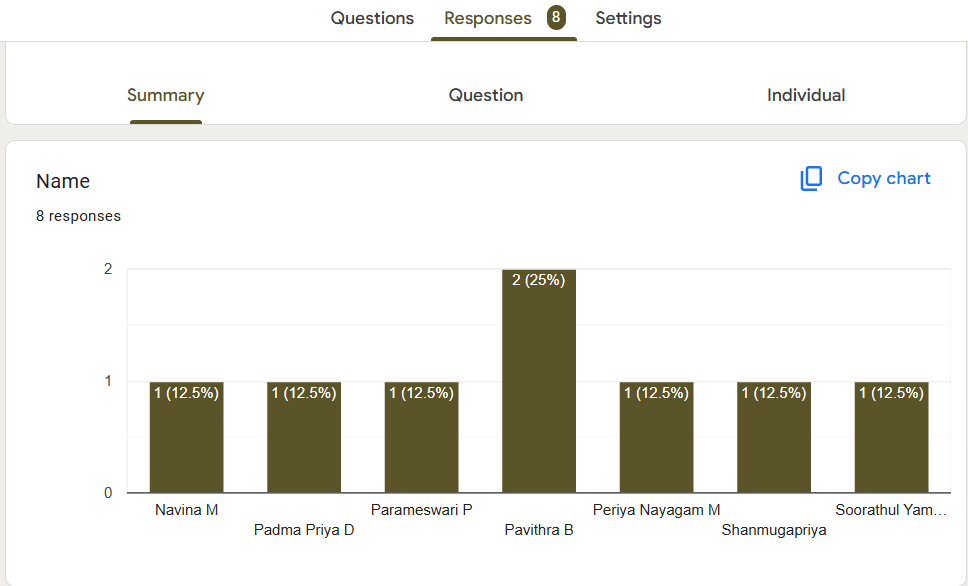 Questions Responses 8 Settings
Summary Question Individual
Name
Copy chart
8 responses
2
2 (25%)
1
1 (12.5%) 1 (12.5%) 1 (12.5%) 1 (12.5%) 1 (12.5%) 1 (12.5%)
0
Navina M Parameswari P Periya Nayagam M Soorathul Yam…
Padma Priya D Pavithra B Shanmugapriya